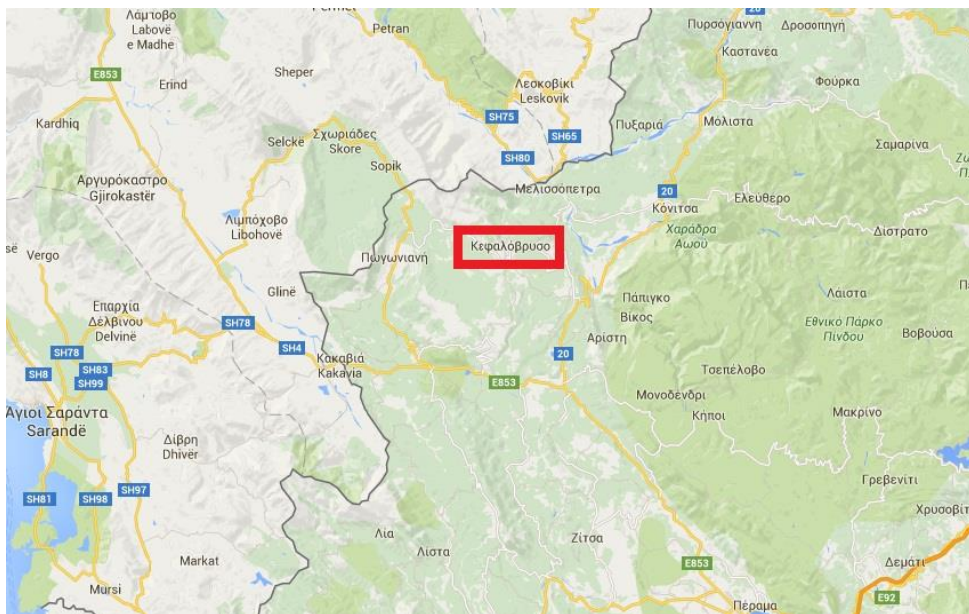 Λάμποβο
Labovë
e Madhe
Petran
20
Πυρσόγιαννη
Δροσοπηγή
Καστανέα
E853
Erind
Sheper
Λεσκοβίκι
Leskovik
Φούρκα
Kardhiq
SH75
SH65
Πυξαριά
Μόλιστα
Selckë
Σχωριάδες
Skore
SH80
Σαμαρίνα
Sopik
Αργυρόκαστρο
Gjirokastër
Μελισσόπετρα
20
Ελεύθερο
Κόνιτσα
Λιμπόχοβο
Libohovë
Χαράδρα
Αωού
Δίστρατο
Vergo
Κεφαλόβρυσο
Πωγωνιανή
Glinë
Πάπιγκο
Βίκος
Λάιστα
Επαρχία
Δέλβινου
Delvinë
SH78
SH4
Αρίστη
Εθνικό Πάρκο
Πίνδου
Βοβούσα
SH78
SH8
SH83
SH99
Κακαβιά
Kakavia
20
E853
Τσεπέλοβο
Μονοδένδρι
Κήποι
Μακρίνο
Άγιοι Σαράντα
Sarandë
Δίβρη
Dhivër
Γρεβενίτι
SH81
SH98
SH97
Λία
Λίστα
Ζίτσα
Markat
E853
Δεμάτι
Mursi
Πέραμα
E92